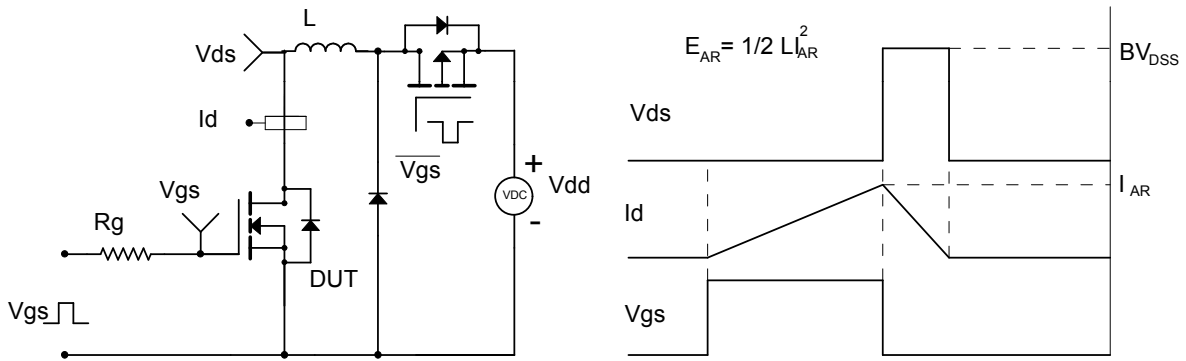 L
Vds
Id
Vgs
Rg
DUT
Vgs
Vgs
+
VDC
-
Vdd
E_AR = 1/2 LI²_AR
BV_DSS
Vds
I_AR
Id
Vgs